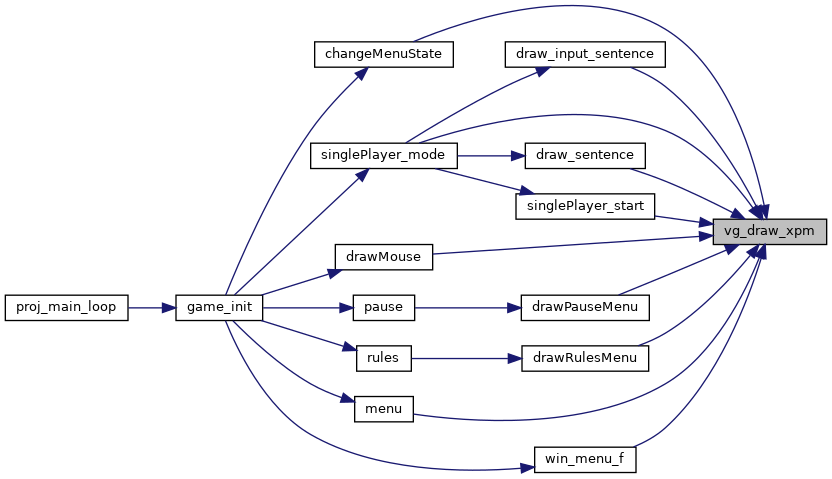 changeMenuState
draw_input_sentence
singlePlayer_mode
draw_sentence
singlePlayer_start
vg_draw_xpm
drawMouse
proj_main_loop
game_init
pause
drawPauseMenu
rules
drawRulesMenu
menu
win_menu_f